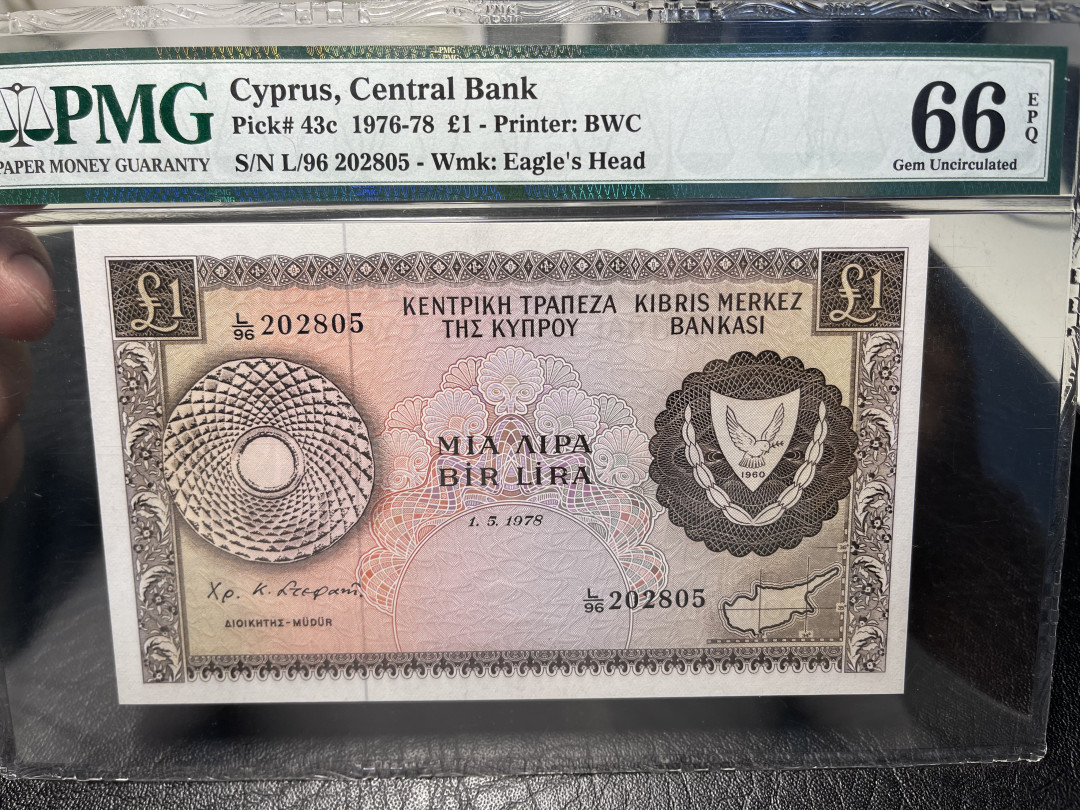 PMG
PAPER MONEY GUARANTY
Cyprus, Central Bank
Pick# 43c 1976-78 £1 - Printer: BWC
S/N L/96 202805 - Wmk: Eagle's Head
66 EPQ
Gem Uncirculated
£1
£1
L/96 202805
ΚΕΝΤΡΙΚΗ ΤΡΑΠΕΖΑ KIBRIS MERKEZ
ΤΗΣ ΚΥΠΡΟΥ BANKASI
ΜΙΑ ΛΙΡΑ
BİR LİRA
1960
1. 5. 1978
Χρ. Κ. Στεφανι.
L/96 202805
ΔΙΟΙΚΗΤΗΣ-MÜDÜR